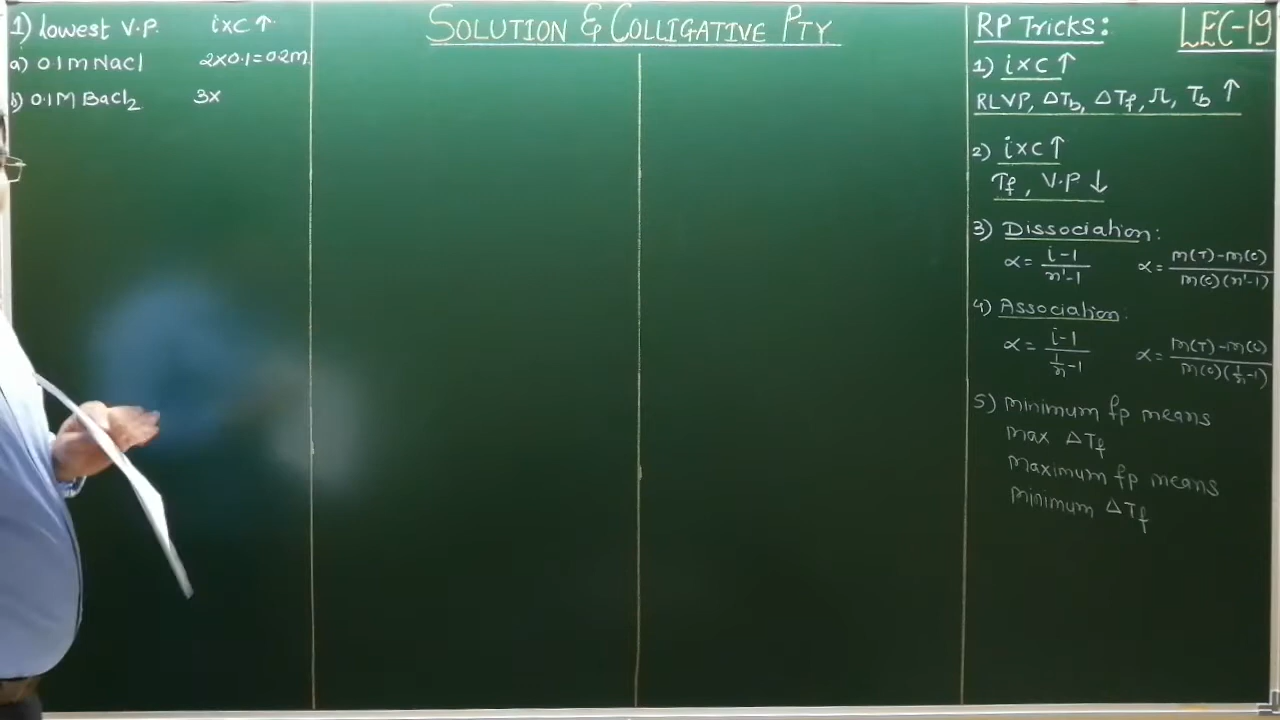 1) lowest V.P. i×C↑
a) 0.1M NaCl 2×0.1=0.2M
b) 0.1M BaCl₂ 3×
SOLUTION & COLLIGATIVE PTY
RP Tricks: LEC-19
1) i×C↑
RLVP, ΔTb, ΔTf, π, Tb ↑
2) i×C↑
Tf, V.P ↓
3) Dissociation:
α = (i-1)/(n'-1) α = (m(T)-m(O))/(m(O)(n'-1))
4) Association:
α = (i-1)/(1/n-1) α = (m(T)-m(O))/(m(O)(1/n-1))
5) Minimum fp means
Max ΔTf
Maximum fp means
Minimum ΔTf